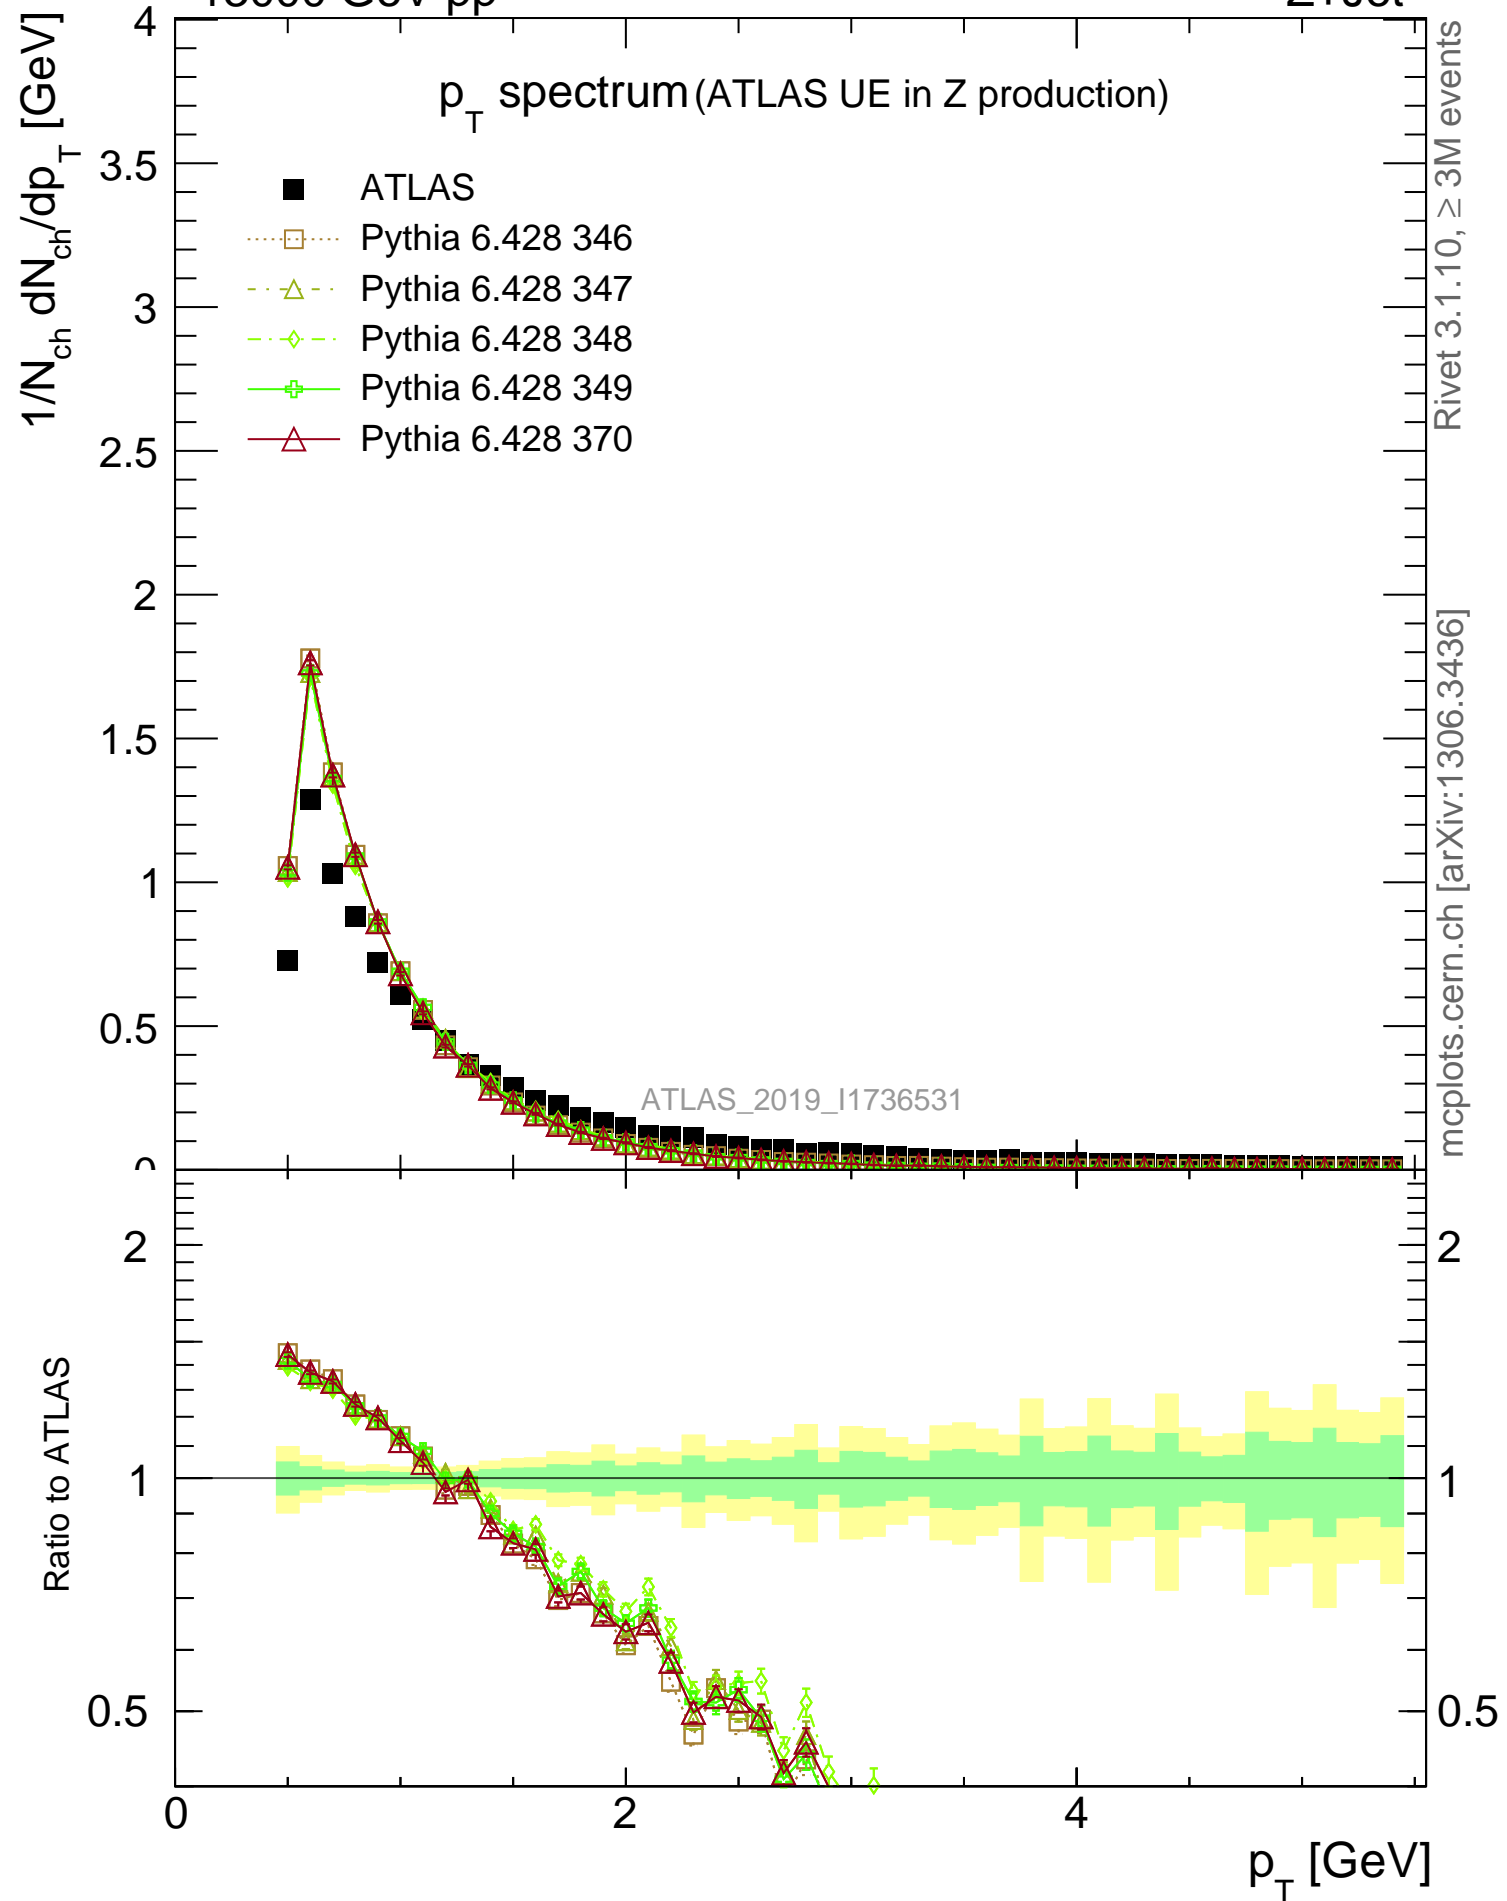 p_T spectrum (ATLAS UE in Z production)
ATLAS
Pythia 6.428 346
Pythia 6.428 347
Pythia 6.428 348
Pythia 6.428 349
Pythia 6.428 370
1/N_ch dN_ch/dp_T [GeV]
4
3.5
3
2.5
2
1.5
1
0.5
0
ATLAS_2019_I1736531
Rivet 3.1.10, ≥ 3M events
mcplots.cern.ch [arXiv:1306.3436]
Ratio to ATLAS
2
1
0.5
2
1
0.5
0
2
4
p_T [GeV]